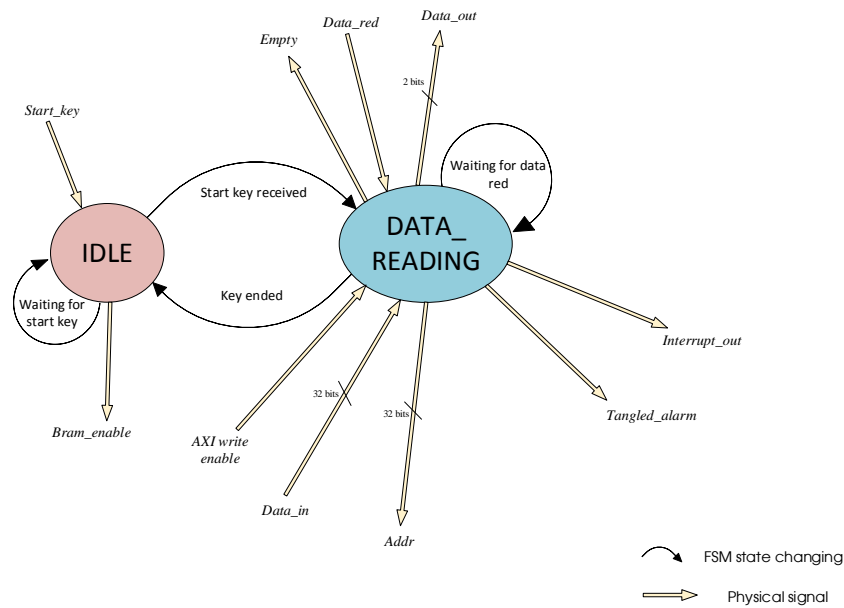 Data_out
Data_red
Empty
2 bits
Start_key
Waiting for data
red
Start key received
DATA_
READING
IDLE
Key ended
Waiting for
start key
Interrupt_out
32 bits
32 bits
Tangled_alarm
Bram_enable
AXI write
enable
Data_in
Addr
FSM state changing
Physical signal